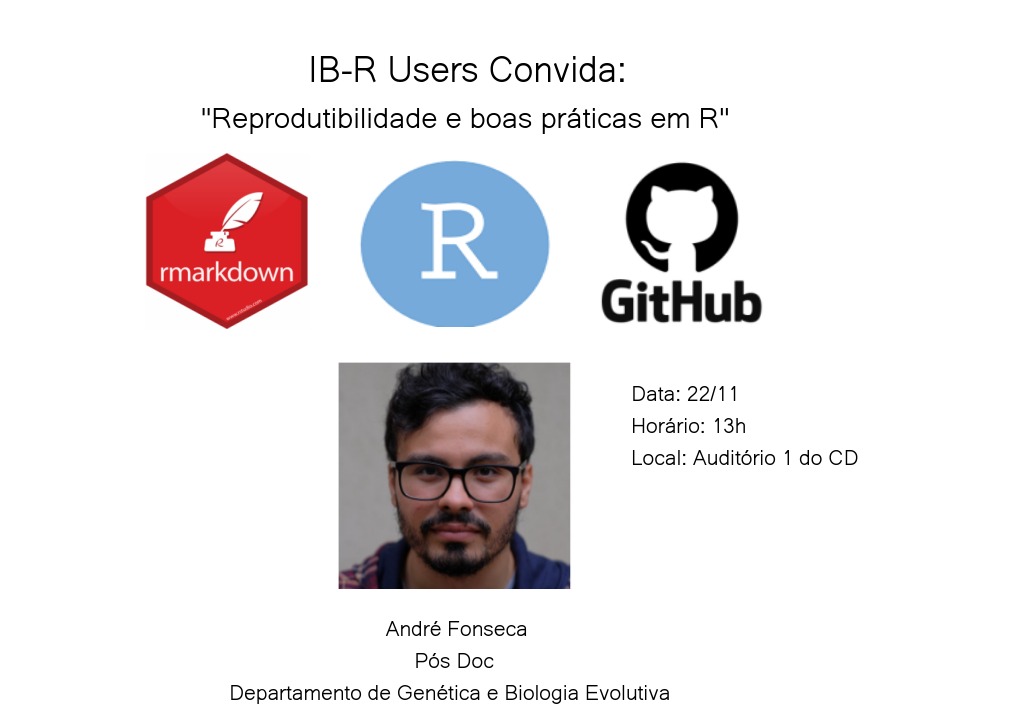 IB-R Users Convida:
"Reprodutibilidade e boas práticas em R"
rmarkdown
www.rstudio.com
R
GitHub
Data: 22/11
Horário: 13h
Local: Auditório 1 do CD
André Fonseca
Pós Doc
Departamento de Genética e Biologia Evolutiva